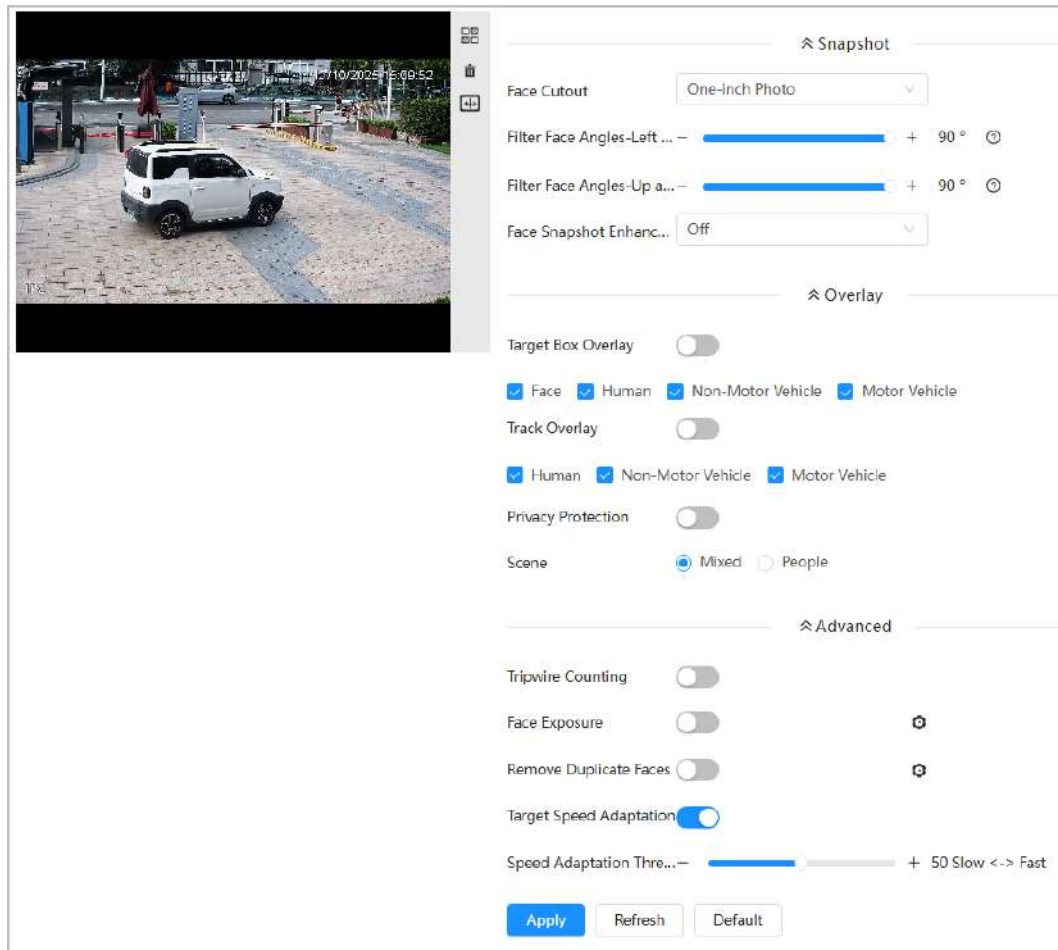 Snapshot
Face Cutout One-inch Photo
Filter Face Angles-Left ... − + 90 °
Filter Face Angles-Up a... − + 90 °
Face Snapshot Enhanc... Off
Overlay
Target Box Overlay
Face Human Non-Motor Vehicle Motor Vehicle
Track Overlay
Human Non-Motor Vehicle Motor Vehicle
Privacy Protection
Scene Mixed People
Advanced
Tripwire Counting
Face Exposure
Remove Duplicate Faces
Target Speed Adaptation
Speed Adaptation Thre... − + 50 Slow <-> Fast
Apply Refresh Default